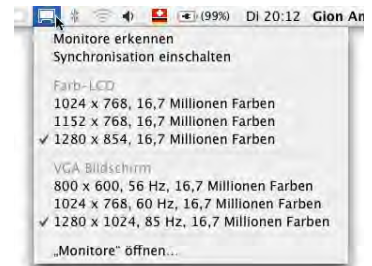 (99%) DI 20:12 Gion An
Monitore erkennen
Synchronisation einschalten
Farb-LCD
1024 x 768, 16,7 Millionen Farben
1152 x 768, 16,7 Millionen Farben
✓ 1280 x 854, 16,7 Millionen Farben
VGA Bildschirm
800 x 600, 56 Hz, 16,7 Millionen Farben
1024 x 768, 60 Hz, 16,7 Millionen Farben
✓ 1280 x 1024, 85 Hz, 16,7 Millionen Farben
„Monitore“ öffnen...